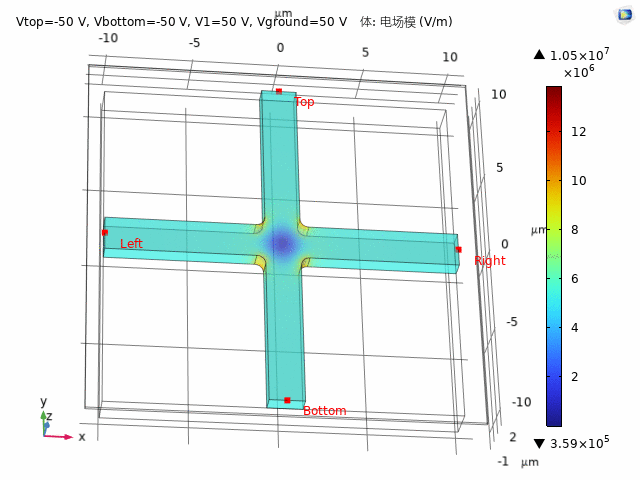 Vtop=-50 V, Vbottom=-50 V, V1=50 V, Vground=50 V 体: 电场模 (V/m)
µm
-10 -5 0 5 10
▲ 1.05×10⁷
×10⁶
10
5
0
µm
-5
-10
2
-1 µm
12
10
8
6
4
2
▼ 3.59×10⁵
Top
Left
Right
Bottom
y
z
x